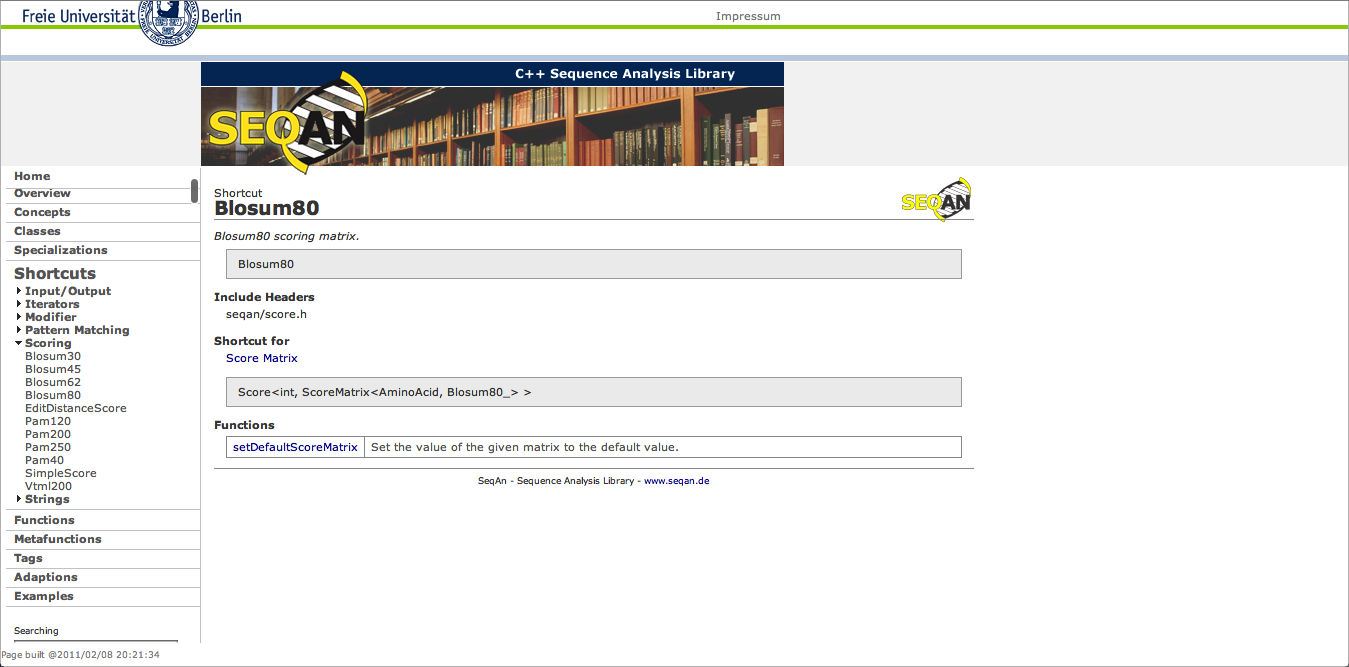 Freie Universität Berlin
Impressum
C++ Sequence Analysis Library
SEQAN
Home
Overview
Concepts
Classes
Specializations
Shortcuts
Input/Output
Iterators
Modifier
Pattern Matching
Scoring
Blosum30
Blosum45
Blosum62
Blosum80
EditDistanceScore
Pam120
Pam200
Pam250
Pam40
SimpleScore
Vtml200
Strings
Functions
Metafunctions
Tags
Adaptions
Examples
Searching
Page built @2011/02/08 20:21:34
Shortcut
Blosum80
SEQAN
Blosum80 scoring matrix.
Blosum80
Include Headers
seqan/score.h
Shortcut for
Score Matrix
Score<int, ScoreMatrix<AminoAcid, Blosum80_> >
Functions
setDefaultScoreMatrix Set the value of the given matrix to the default value.
SeqAn - Sequence Analysis Library - www.seqan.de